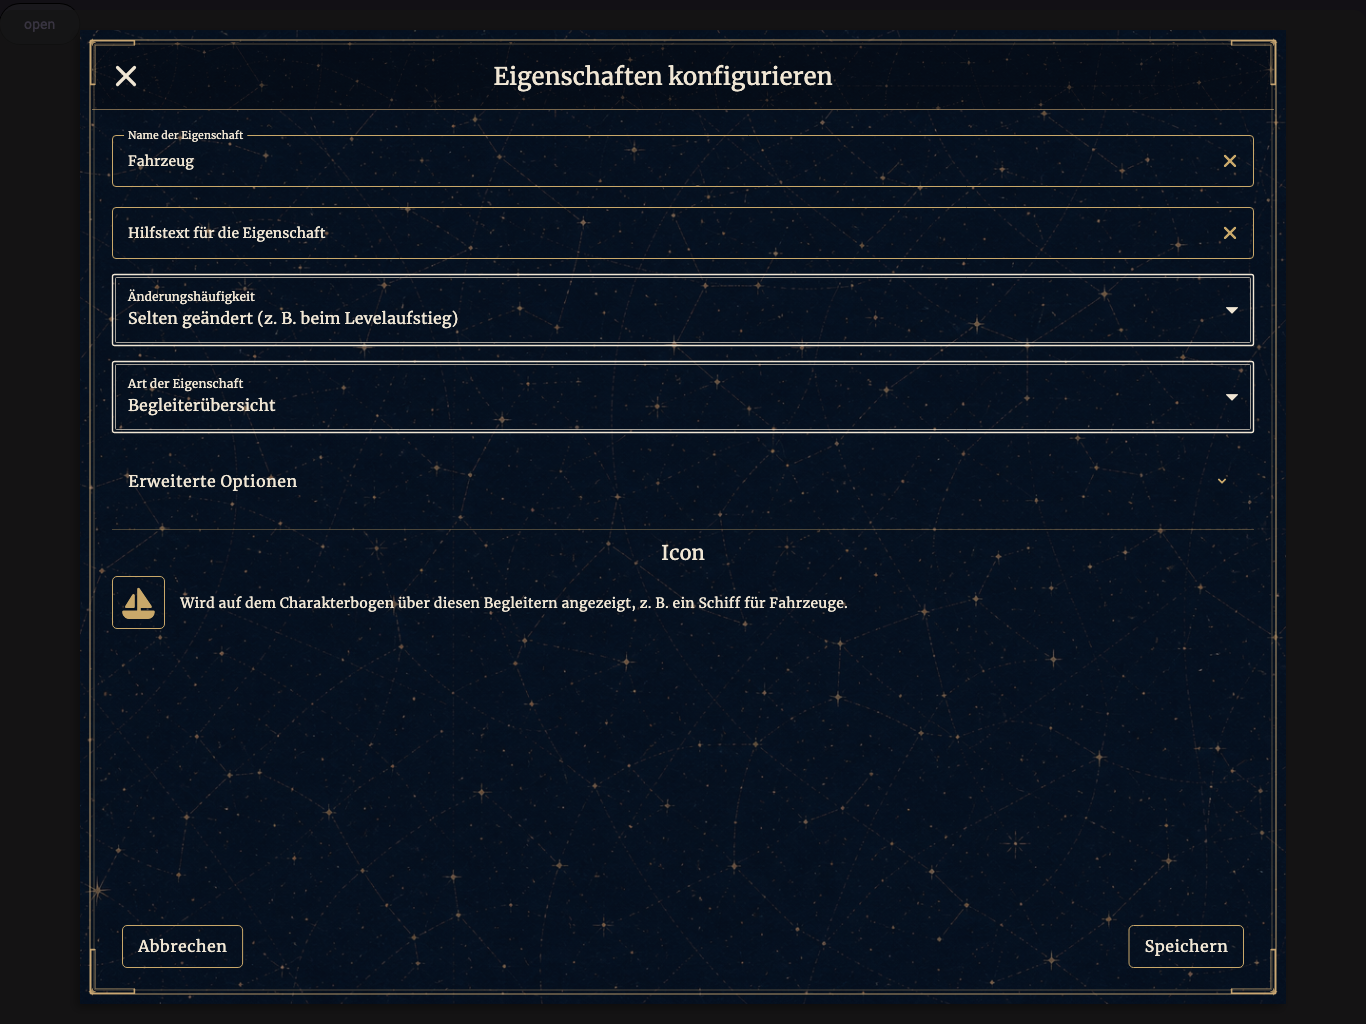 open
Eigenschaften konfigurieren
Name der Eigenschaft
Fahrzeug
Hilfstext für die Eigenschaft
Änderungshäufigkeit
Selten geändert (z. B. beim Levelaufstieg)
Art der Eigenschaft
Begleiterübersicht
Erweiterte Optionen
Icon
Wird auf dem Charakterbogen über diesen Begleitern angezeigt, z. B. ein Schiff für Fahrzeuge.
Abbrechen
Speichern